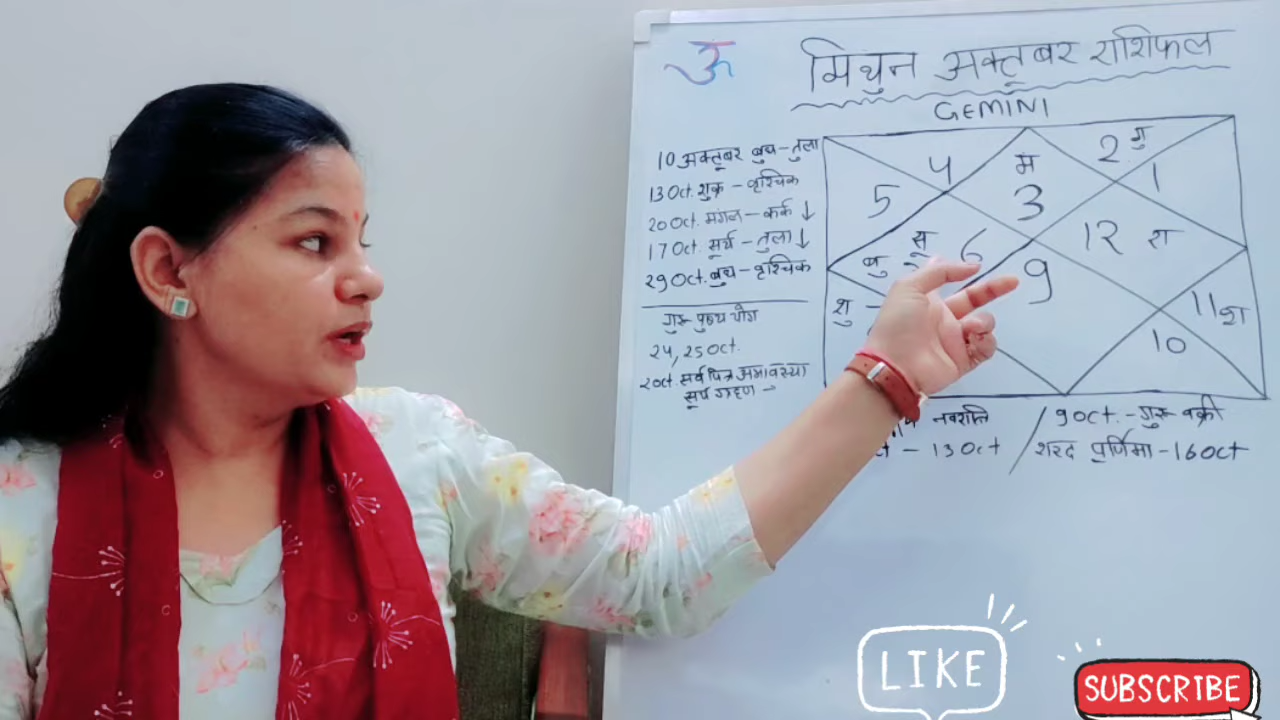 ॐ
मिथुन अक्टूबर राशिफल
GEMINI
10 अक्टूबर बुध - तुला
13 Oct. शुक्र - वृश्चिक
20 Oct. मंगल - कर्क ↓
17 Oct. सूर्य - तुला ↓
29 Oct. बुध - वृश्चिक
गुरु पुष्य योग
24, 25 Oct.
2 Oct. सर्व पितृ अमावस्या
सूर्य ग्रहण →
4 म 2 गु
5 3 1
बु सू 6 12 रा
9
शु 11 श
10
नवरात्रि / 9 Oct. - गुरु वक्री
- 13 Oct / शरद पूर्णिमा - 16 Oct
LIKE
SUBSCRIBE